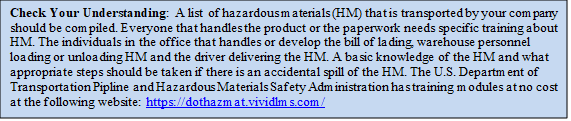 Check Your Understanding: A list of hazardous materials (HM) that is transported by your company
should be compiled. Everyone that handles the product or the paperwork needs specific training about
HM. The individuals in the office that handles or develop the bill of lading, warehouse personnel
loading or unloading HM and the driver delivering the HM. A basic knowledge of the HM and what
appropriate steps should be taken if there is an accidental spill of the HM. The U.S. Department of
Transportation Pipline and Hazardous Materials Safety Administration has training modules at no cost
at the following website: https://dothazmat.vividlms.com/